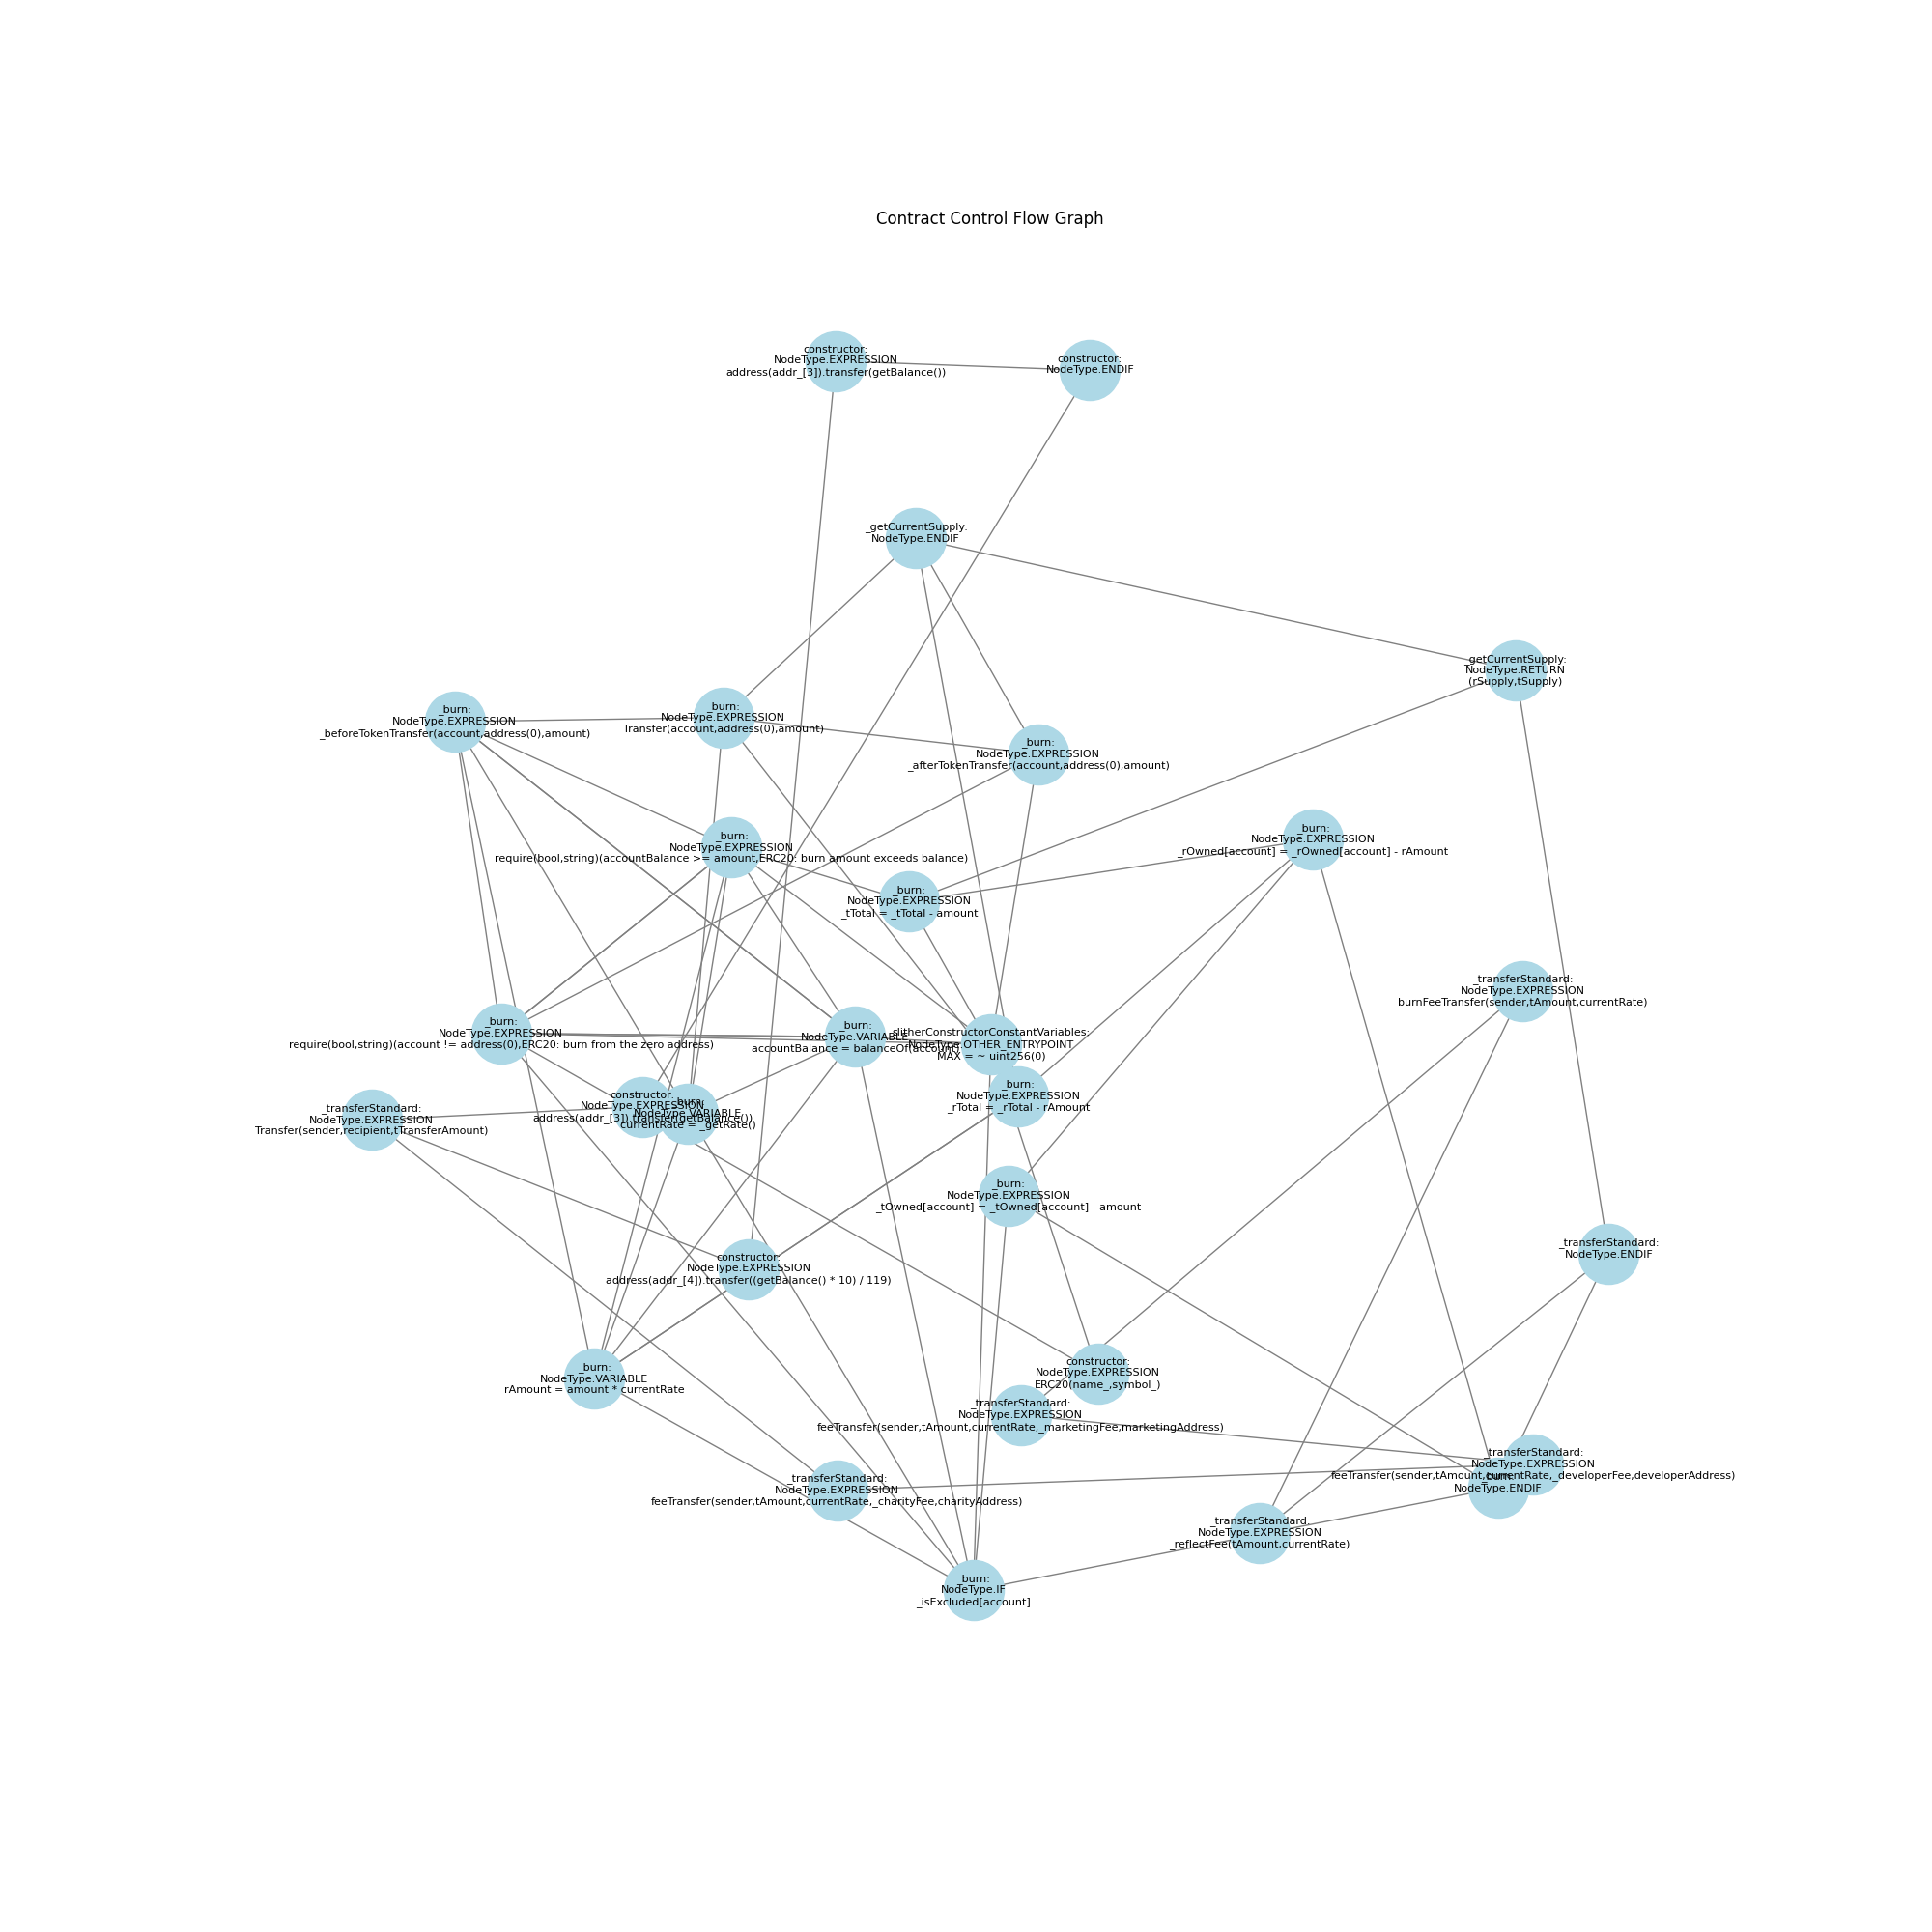 Contract Control Flow Graph
constructor:
NodeType.EXPRESSION
address(addr_[3]).transfer(getBalance())
constructor:
NodeType.ENDIF
_getCurrentSupply:
NodeType.ENDIF
_getCurrentSupply:
NodeType.RETURN
(rSupply,tSupply)
_burn:
NodeType.EXPRESSION
_beforeTokenTransfer(account,address(0),amount)
_burn:
NodeType.EXPRESSION
Transfer(account,address(0),amount)
_burn:
NodeType.EXPRESSION
_afterTokenTransfer(account,address(0),amount)
_burn:
NodeType.EXPRESSION
require(bool,string)(accountBalance >= amount,ERC20: burn amount exceeds balance)
_burn:
NodeType.EXPRESSION
_rOwned[account] = _rOwned[account] - rAmount
_burn:
NodeType.EXPRESSION
_tTotal = _tTotal - amount
_transferStandard:
NodeType.EXPRESSION
burnFeeTransfer(sender,tAmount,currentRate)
_burn:
NodeType.EXPRESSION
require(bool,string)(account != address(0),ERC20: burn from the zero address)
_burn:
NodeType.VARIABLE
accountBalance = balanceOf(account)
slitherConstructorConstantVariables:
NodeType.OTHER_ENTRYPOINT
MAX = ~ uint256(0)
_burn:
NodeType.EXPRESSION
_rTotal = _rTotal - rAmount
constructor:
NodeType.EXPRESSION
address(addr_[3]).transfer(getBalance())
_burn:
NodeType.VARIABLE
currentRate = _getRate()
_transferStandard:
NodeType.EXPRESSION
Transfer(sender,recipient,tTransferAmount)
_burn:
NodeType.EXPRESSION
_tOwned[account] = _tOwned[account] - amount
_transferStandard:
NodeType.ENDIF
constructor:
NodeType.EXPRESSION
address(addr_[4]).transfer((getBalance() * 10) / 119)
_burn:
NodeType.VARIABLE
rAmount = amount * currentRate
constructor:
NodeType.EXPRESSION
ERC20(name_,symbol_)
_transferStandard:
NodeType.EXPRESSION
feeTransfer(sender,tAmount,currentRate,_marketingFee,marketingAddress)
_transferStandard:
NodeType.EXPRESSION
feeTransfer(sender,tAmount,currentRate,_developerFee,developerAddress)
_burn:
NodeType.ENDIF
_transferStandard:
NodeType.EXPRESSION
feeTransfer(sender,tAmount,currentRate,_charityFee,charityAddress)
_transferStandard:
NodeType.EXPRESSION
_reflectFee(tAmount,currentRate)
_burn:
NodeType.IF
_isExcluded[account]